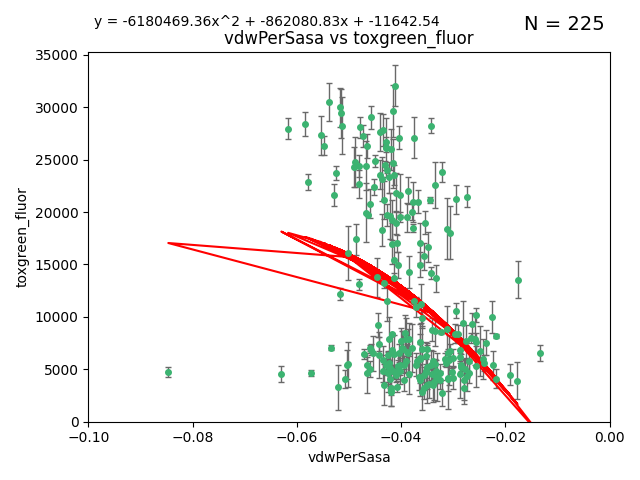 y = -6180469.36x^2 + -862080.83x + -11642.54
N = 225
vdwPerSasa vs toxgreen_fluor
35000
30000
25000
20000
15000
10000
5000
0
toxgreen_fluor
−0.10
−0.08
−0.06
−0.04
−0.02
0.00
vdwPerSasa